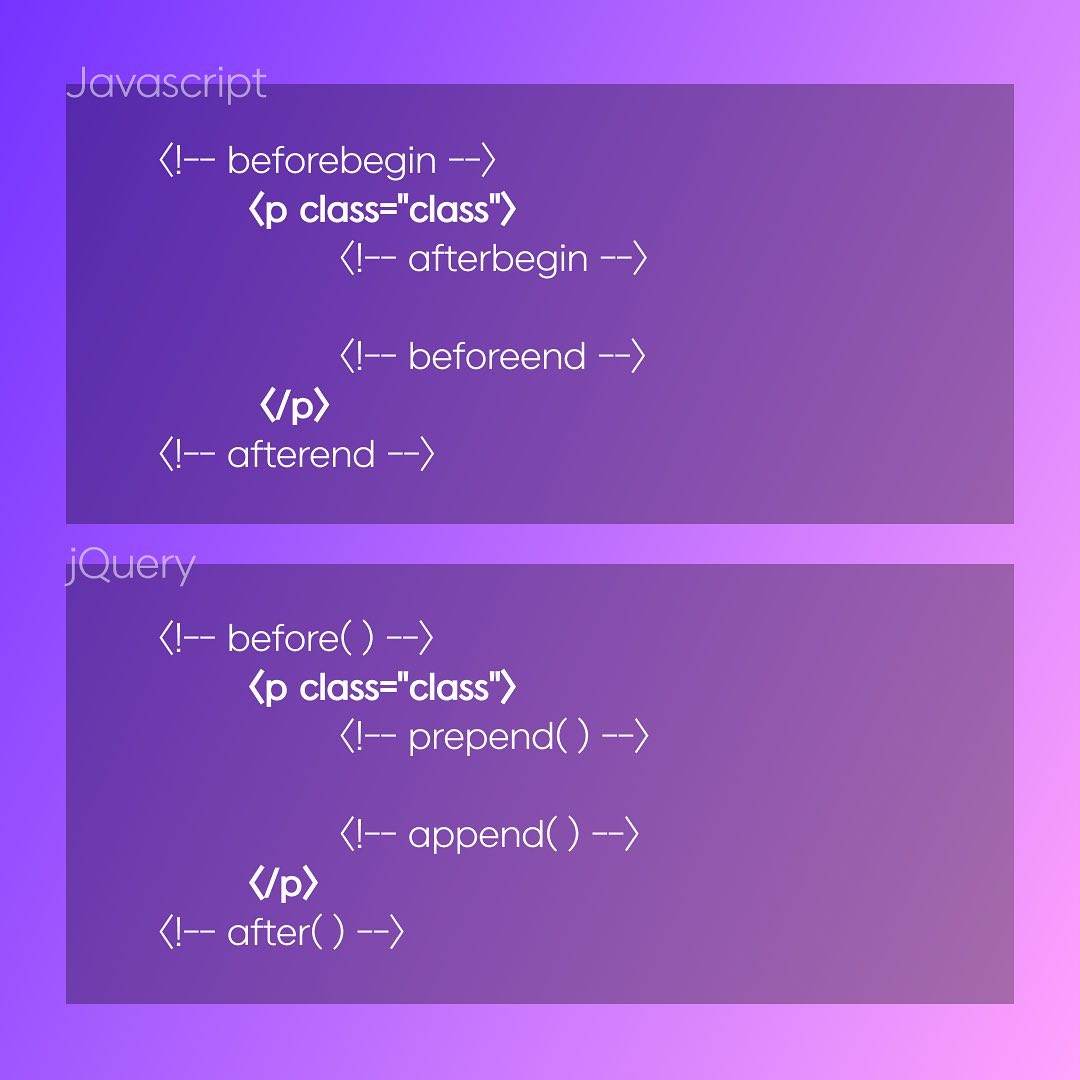 Javascript
<!-- beforebegin -->
<p class="class">
<!-- afterbegin -->
<!-- beforeend -->
</p>
<!-- afterend -->
jQuery
<!-- before( ) -->
<p class="class">
<!-- prepend( ) -->
<!-- append( ) -->
</p>
<!-- after( ) -->